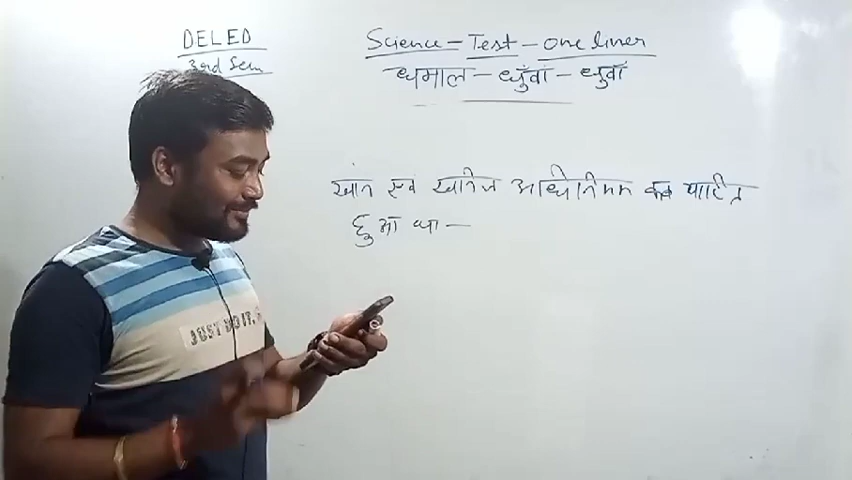 DELED
3rd Sem
Science - Test - One liner
धमाल - धुँवा - धुवाँ
खान एवं खनिज अधिनियम कब पारित
हुआ था —
JUST DO IT.